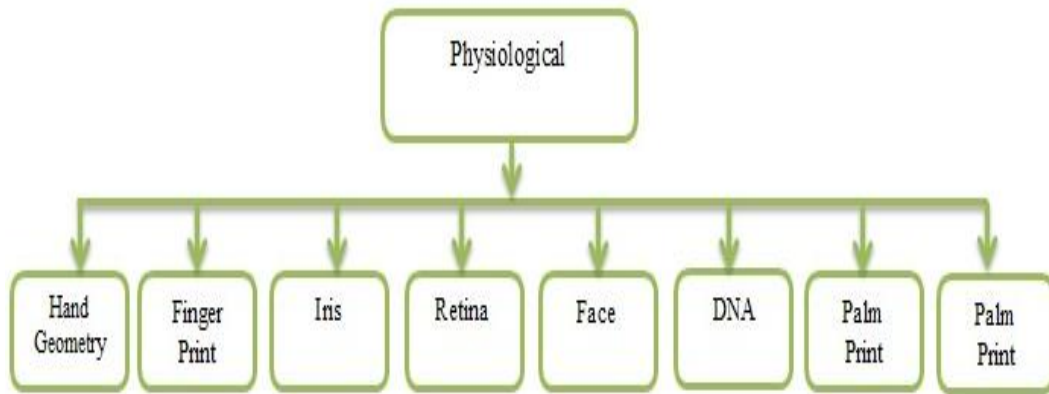 Physiological
Hand
Geometry
Finger
Print
Iris
Retina
Face
DNA
Palm
Print
Palm
Print